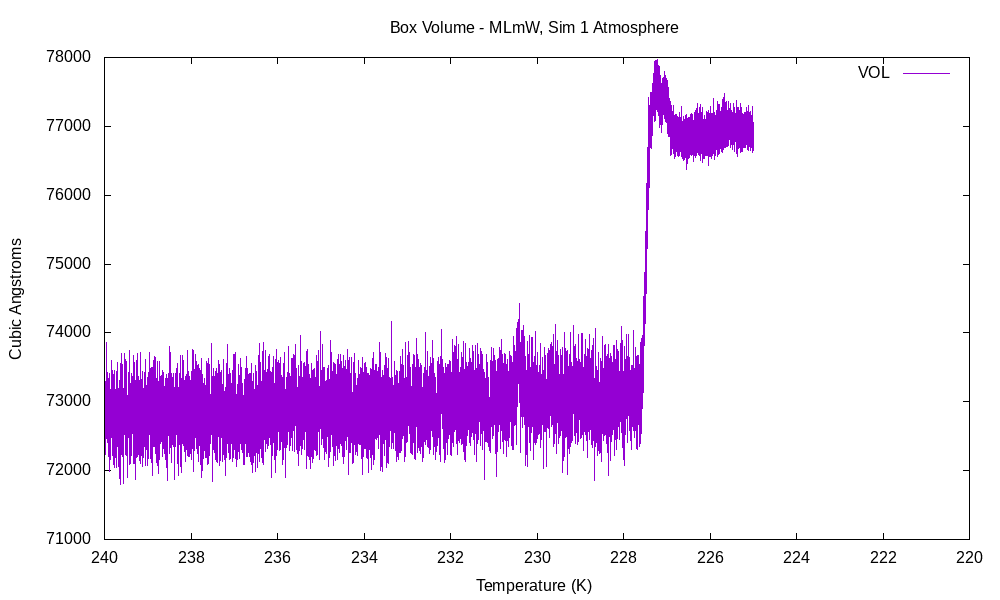 Box Volume - MLmW, Sim 1 Atmosphere
VOL
78000
77000
76000
75000
74000
73000
72000
71000
Cubic Angstroms
240 238 236 234 232 230 228 226 224 222 220
Temperature (K)